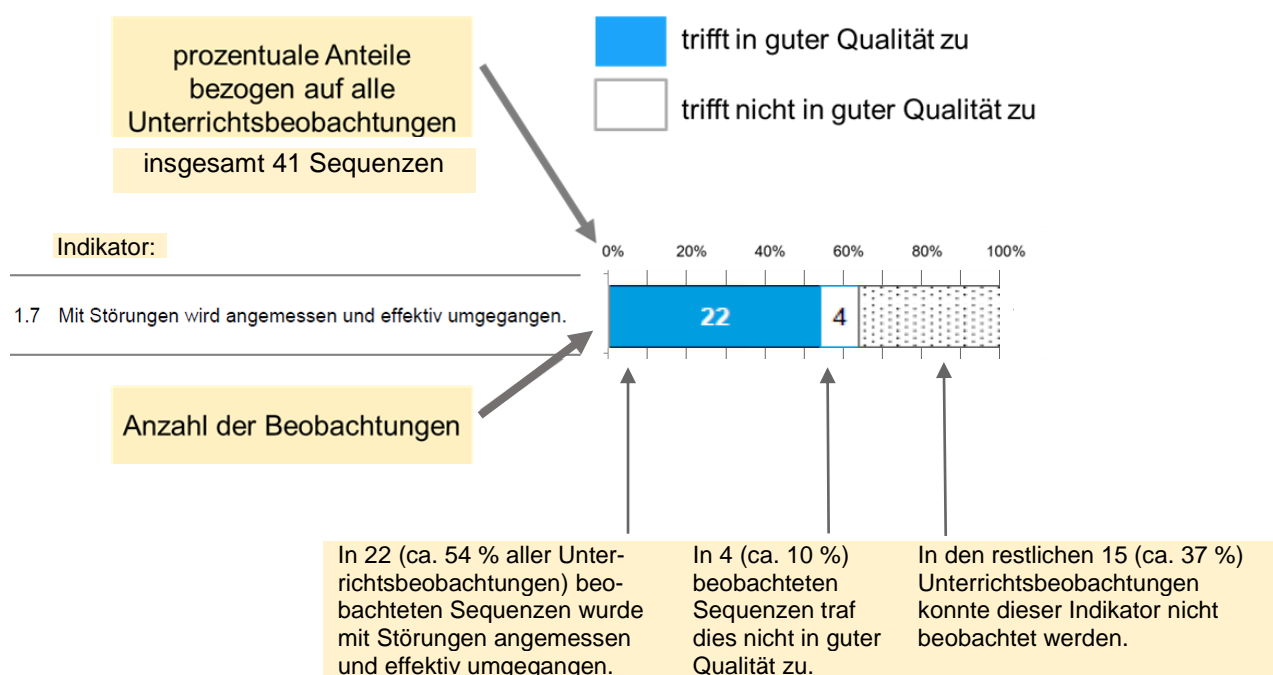 prozentuale Anteile
bezogen auf alle
Unterrichtsbeobachtungen
insgesamt 41 Sequenzen
trifft in guter Qualität zu
trifft nicht in guter Qualität zu
Indikator:
0% 20% 40% 60% 80% 100%
1.7 Mit Störungen wird angemessen und effektiv umgegangen.
22 4
Anzahl der Beobachtungen
In 22 (ca. 54 % aller Unter-
richtsbeobachtungen) beo-
bachteten Sequenzen wurde
mit Störungen angemessen
und effektiv umgegangen.
In 4 (ca. 10 %)
beobachteten
Sequenzen traf
dies nicht in guter
Qualität zu.
In den restlichen 15 (ca. 37 %)
Unterrichtsbeobachtungen
konnte dieser Indikator nicht
beobachtet werden.